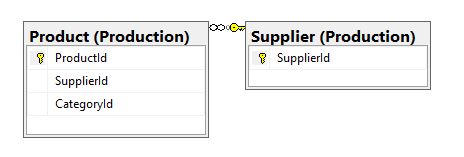 Product (Production)
ProductId
SupplierId
CategoryId
Supplier (Production)
SupplierId